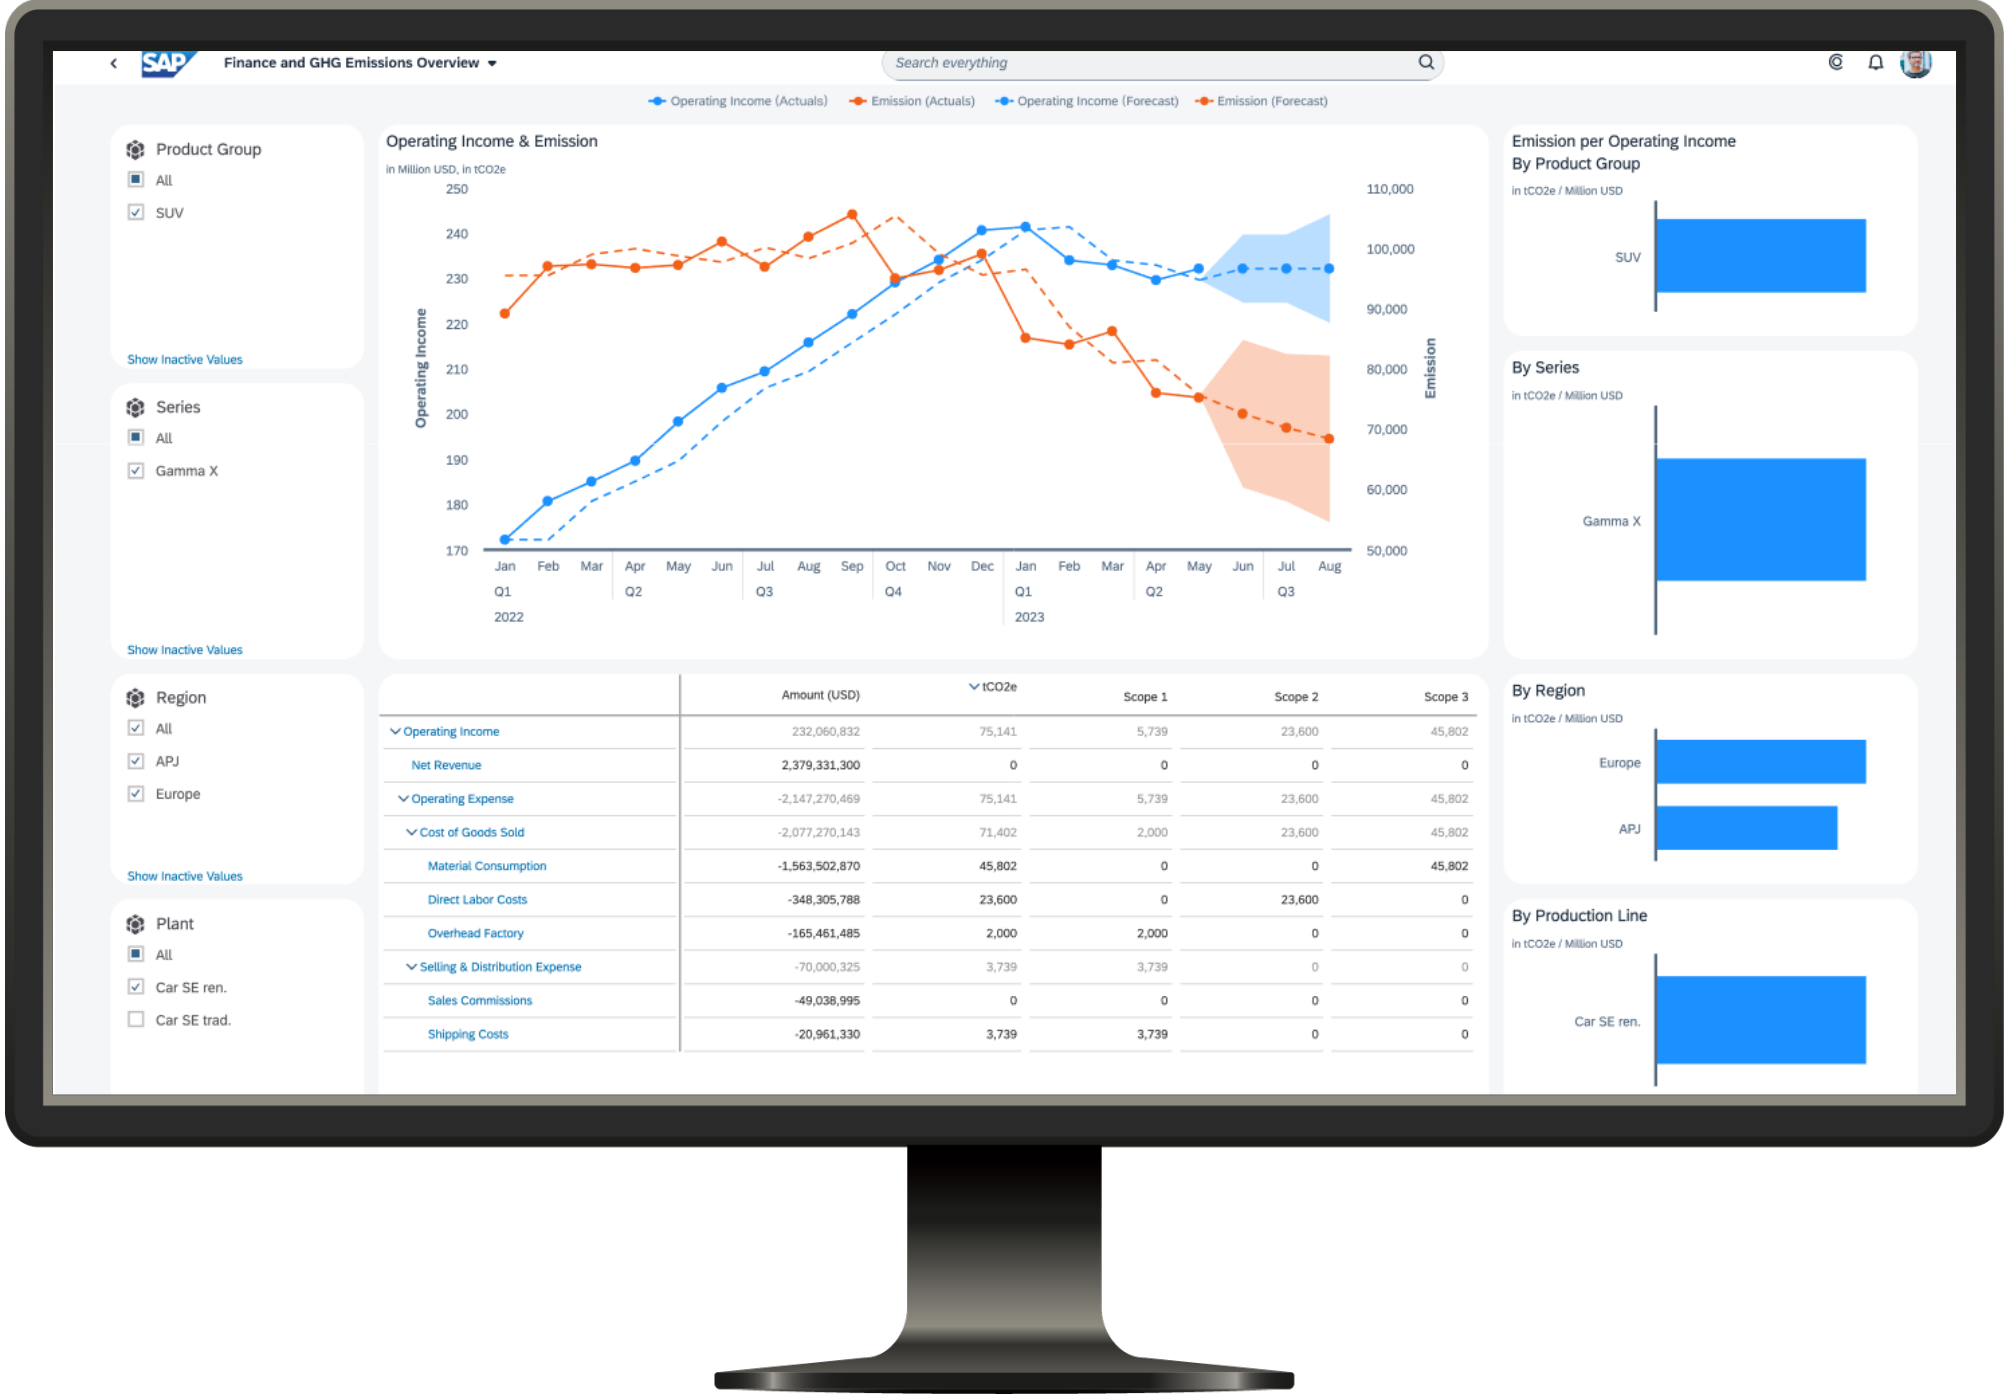 SAP
Finance and GHG Emissions Overview
Search everything
Operating Income (Actuals) Emission (Actuals) Operating Income (Forecast) Emission (Forecast)
Product Group
All
SUV
Show Inactive Values
Series
All
Gamma X
Show Inactive Values
Region
All
APJ
Europe
Show Inactive Values
Plant
All
Car SE ren.
Car SE trad.
Operating Income & Emission
in Million USD, in tCO2e
250
240
230
220
210
200
190
180
170
Operating Income
110,000
100,000
90,000
80,000
70,000
60,000
50,000
Emission
Jan Feb Mar Apr May Jun Jul Aug Sep Oct Nov Dec Jan Feb Mar Apr May Jun Jul Aug
Q1 Q2 Q3 Q4 Q1 Q2 Q3
2022 2023
Amount (USD) tCO2e Scope 1 Scope 2 Scope 3
Operating Income 232,060,832 75,141 5,739 23,600 45,802
Net Revenue 2,379,331,300 0 0 0 0
Operating Expense -2,147,270,469 75,141 5,739 23,600 45,802
Cost of Goods Sold -2,077,270,143 71,402 2,000 23,600 45,802
Material Consumption -1,563,502,870 45,802 0 0 45,802
Direct Labor Costs -348,305,788 23,600 0 23,600 0
Overhead Factory -165,461,485 2,000 2,000 0 0
Selling & Distribution Expense -70,000,325 3,739 3,739 0 0
Sales Commissions -49,038,995 0 0 0 0
Shipping Costs -20,961,330 3,739 3,739 0 0
Emission per Operating Income
By Product Group
in tCO2e / Million USD
SUV
By Series
in tCO2e / Million USD
Gamma X
By Region
in tCO2e / Million USD
Europe
APJ
By Production Line
in tCO2e / Million USD
Car SE ren.